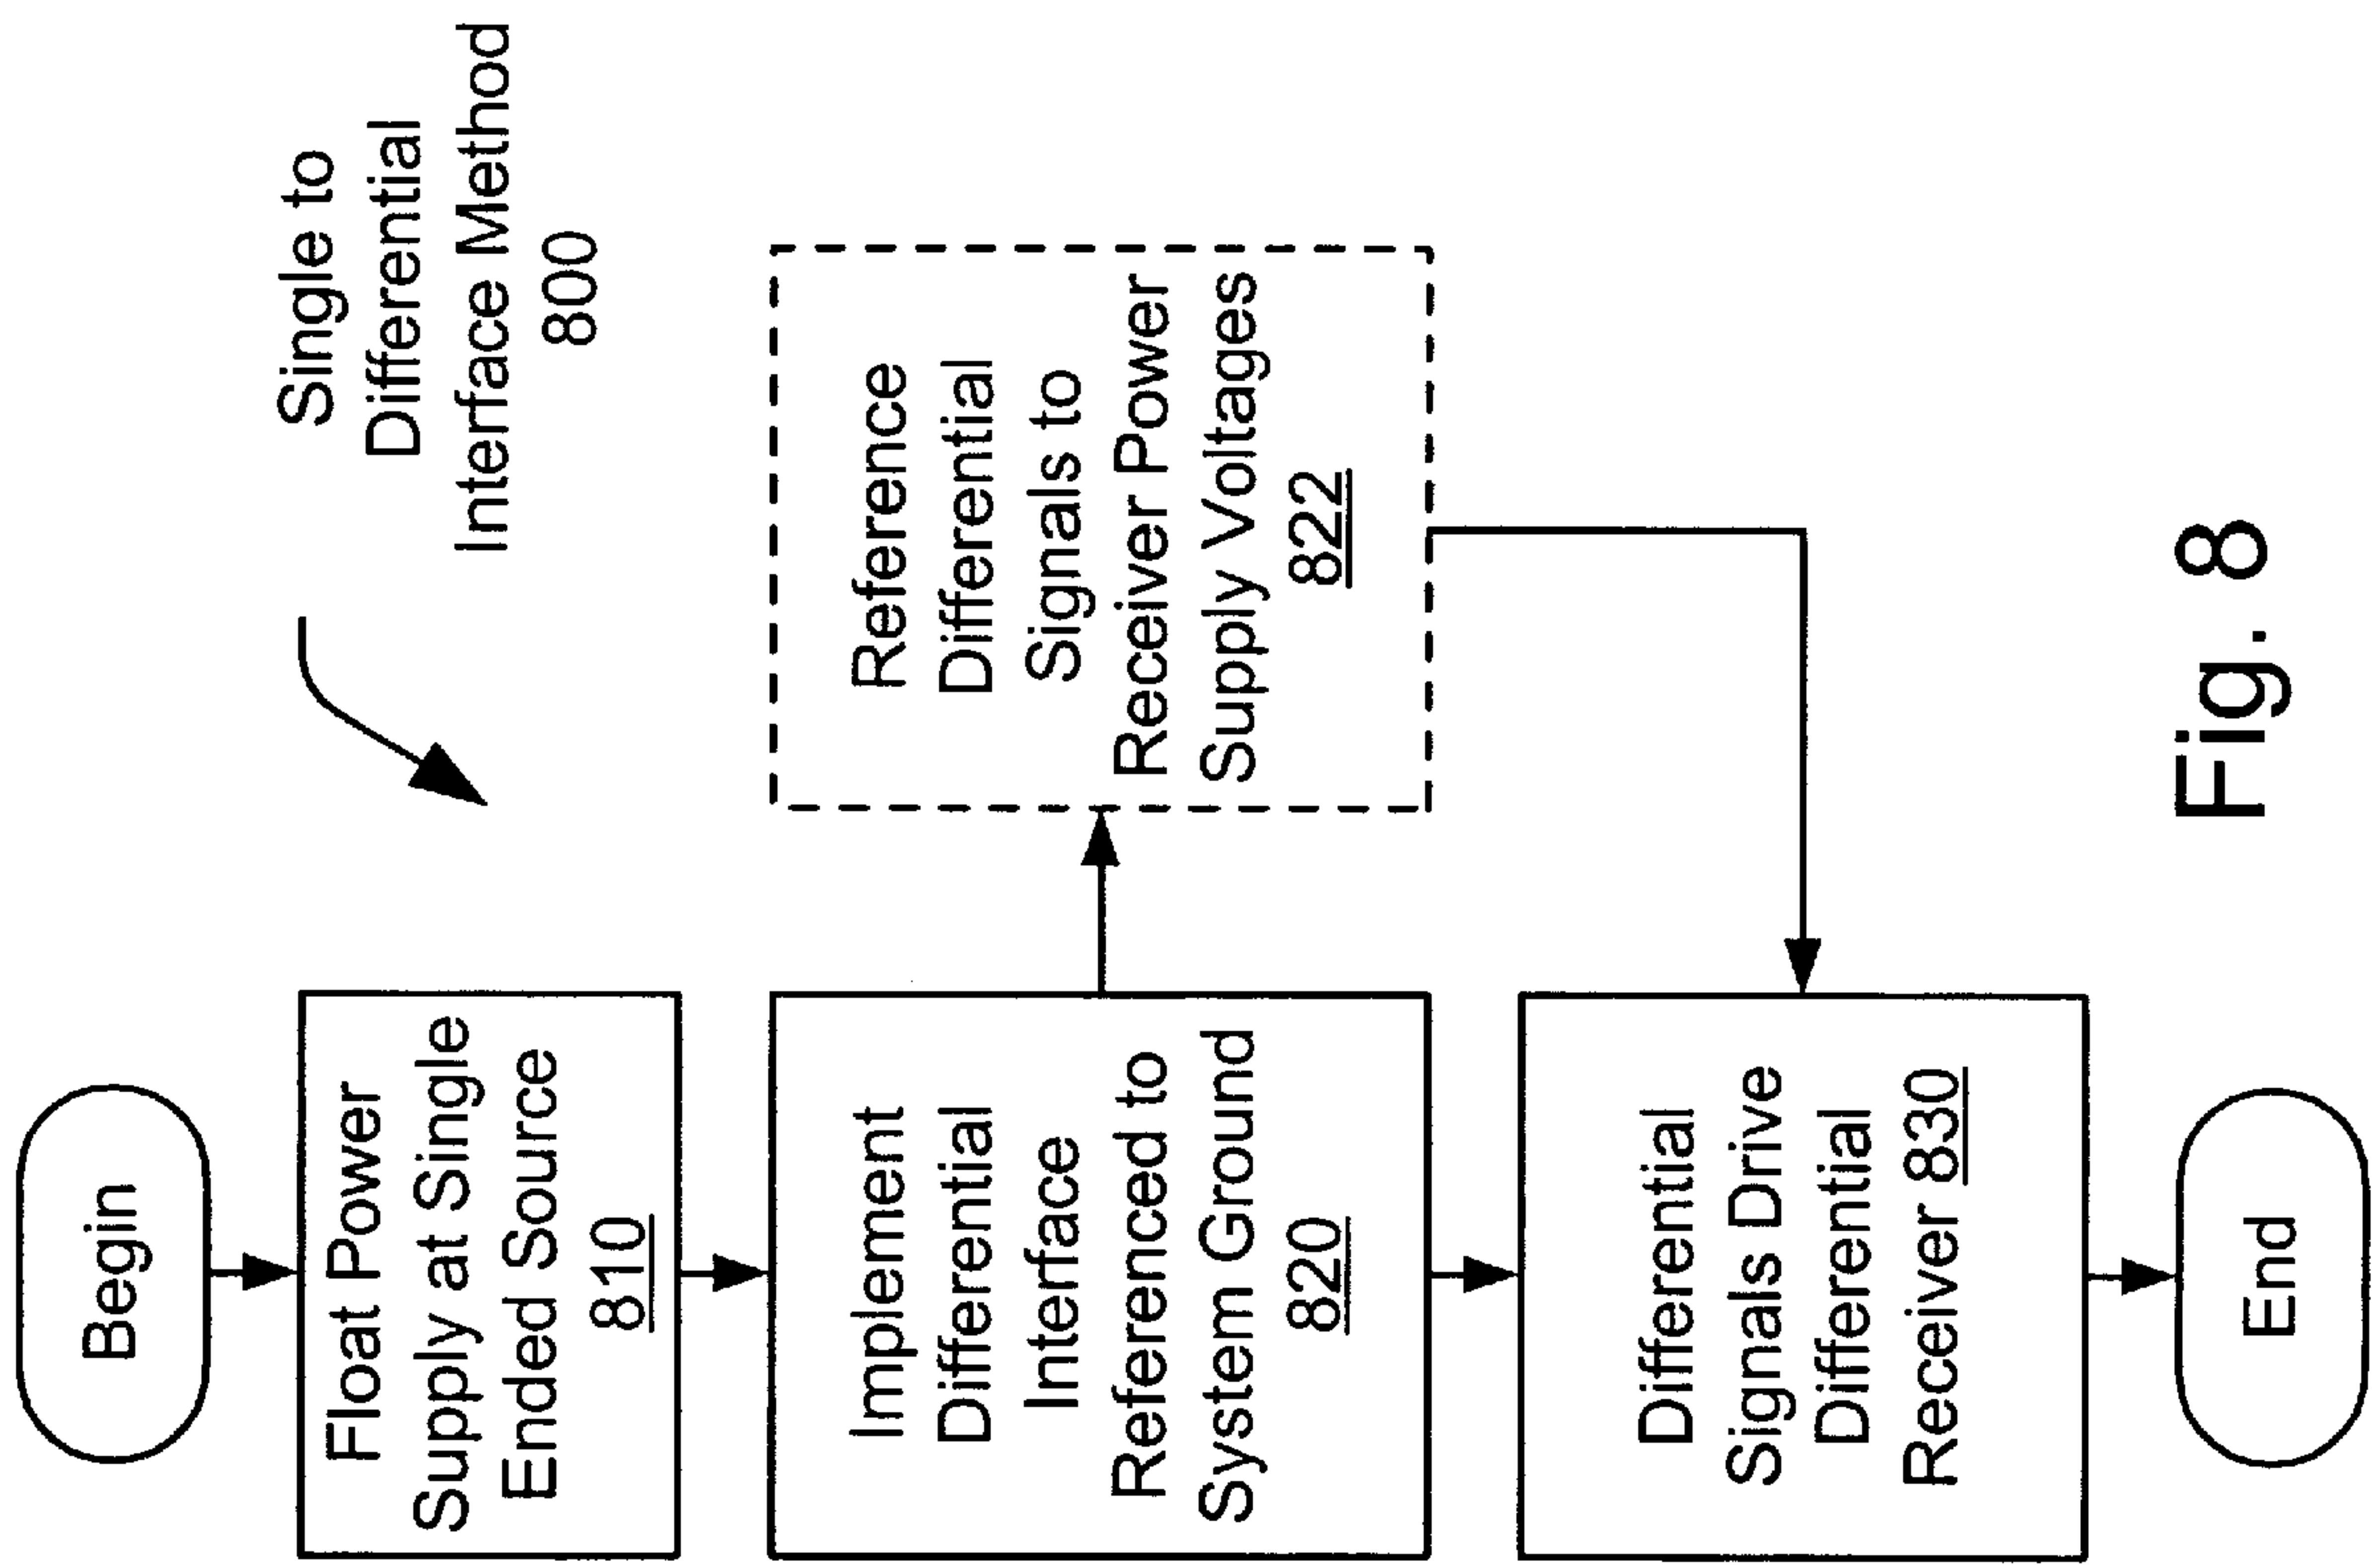 Single to
Differential
Interface Method
800
Begin
Float Power
Supply at Single
Ended Source
810
Implement
Differential
Interface
Referenced to
System Ground
820
Reference
Differential
Signals to
Receiver Power
Supply Voltages
822
Differential
Signals Drive
Differential
Receiver 830
End
Fig. 8